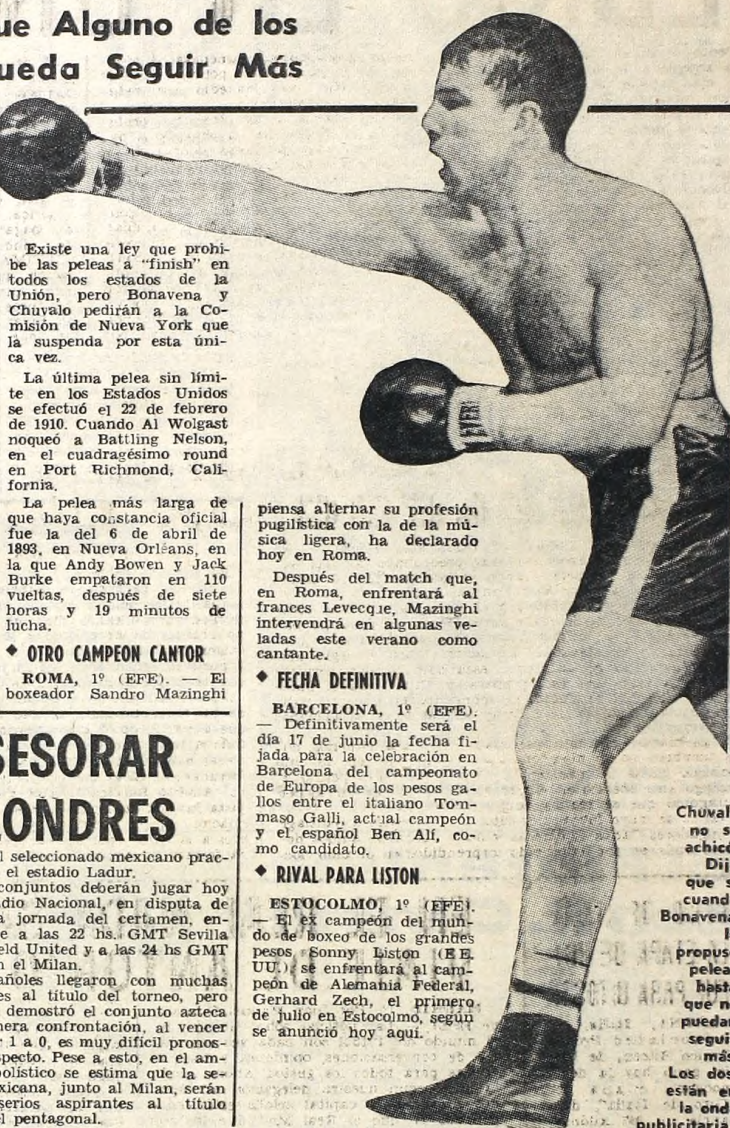 ue Alguno de los
ueda Seguir Más
Existe una ley que prohi-
be las peleas a "finish" en
todos los estados de la
Unión, pero Bonavena y
Chuvalo pedirán a la Co-
misión de Nueva York que
la suspenda por esta úni-
ca vez.
La última pelea sin lími-
te en los Estados Unidos
se efectuó el 22 de febrero
de 1910. Cuando Al Wolgast
noqueó a Battling Nelson,
en el cuadragésimo round
en Port Richmond, Cali-
fornia.
La pelea más larga de
que haya constancia oficial
fue la del 6 de abril de
1893, en Nueva Orleans, en
la que Andy Bowen y Jack
Burke empataron en 110
vueltas, después de siete
horas y 19 minutos de
lucha.
OTRO CAMPEON CANTOR
ROMA, 1º (EFE). — El
boxeador Sandro Mazinghi
piensa alternar su profesión
pugilística con la de la mú-
sica ligera, ha declarado
hoy en Roma.
Después del match que,
en Roma, enfrentará al
frances Levecque, Mazinghi
intervendrá en algunas ve-
ladas este verano como
cantante.
FECHA DEFINITIVA
BARCELONA, 1º (EFE).
— Definitivamente será el
día 17 de junio la fecha fi-
jada para la celebración en
Barcelona del campeonato
de Europa de los pesos ga-
llos entre el italiano Tom-
maso Galli, actual campeón
y el español Ben Alí, co-
mo candidato.
RIVAL PARA LISTON
ESTOCOLMO, 1º (EFE).
— El ex campeón del mun-
do de boxeo de los grandes
pesos, Sonny Liston (EE.
UU.); se enfrentará al cam-
peón de Alemania Federal,
Gerhard Zech, el primero
de julio en Estocolmo, según
se anunció hoy aquí.
SESORAR
LONDRES
l seleccionado mexicano prac-
el estadio Ladur.
conjuntos deberán jugar hoy
dio Nacional, en disputa de
a jornada del certamen, en-
e a las 22 hs. GMT Sevilla
eld United y a las 24 hs GMT
n el Milan.
añoles llegaron con muchas
es al título del torneo, pero
demostró el conjunto azteca
nera confrontación, al vencer
1 a 0, es muy difícil pronos-
specto. Pese a esto, en el am-
bolístico se estima que la se-
exicana, junto al Milan, serán
serios aspirantes al título
l pentagonal.
EVER
Chuval
no s
achicó
Dij
que s
cuand
Bonavena
l
propus
pelea
hast
que n
pueda
segui
más
Los dos
están e
la ond
publicitaria